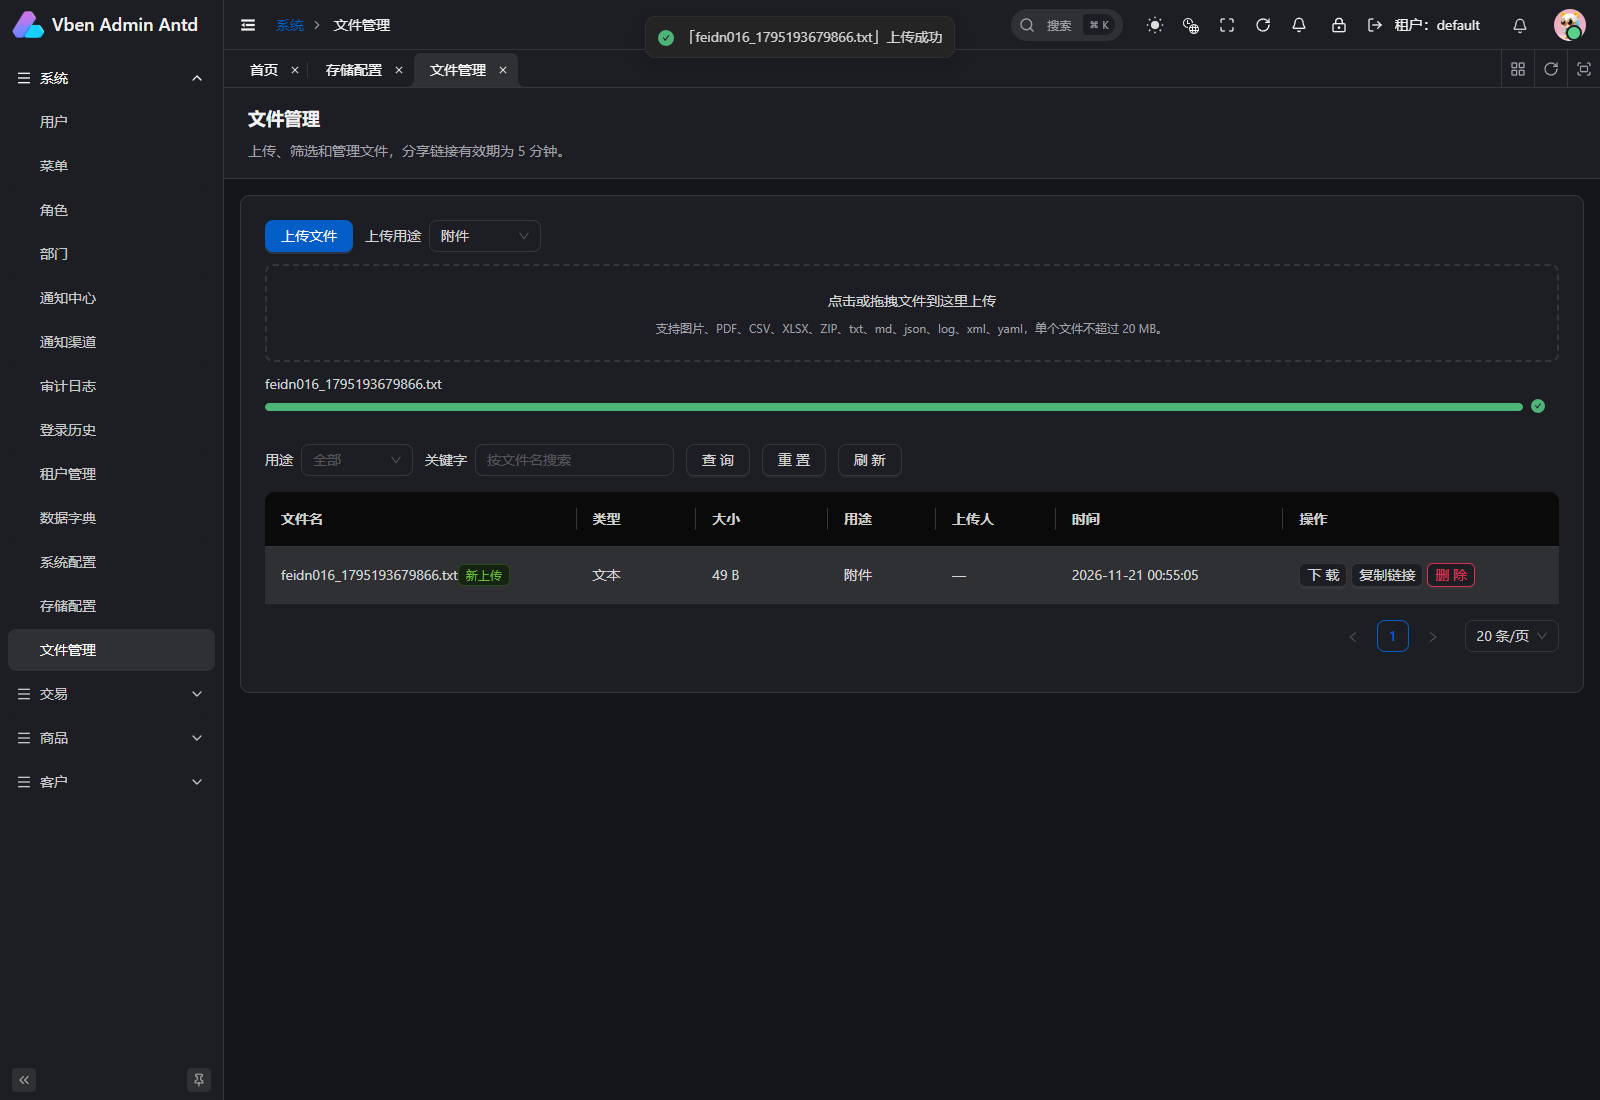 Vben Admin Antd
系统 > 文件管理
「feidn016_1795193679866.txt」上传成功
搜索 ⌘ K
租户：default
首页 × 存储配置 × 文件管理 ×
系统
用户
菜单
角色
部门
通知中心
通知渠道
审计日志
登录历史
租户管理
数据字典
系统配置
存储配置
文件管理
交易
商品
客户
文件管理
上传、筛选和管理文件，分享链接有效期为 5 分钟。
上传文件 上传用途 附件
点击或拖拽文件到这里上传
支持图片、PDF、CSV、XLSX、ZIP、txt、md、json、log、xml、yaml，单个文件不超过 20 MB。
feidn016_1795193679866.txt
用途 全部 关键字 按文件名搜索 查 询 重 置 刷 新
文件名 类型 大小 用途 上传人 时间 操作
feidn016_1795193679866.txt 新上传 文本 49 B 附件 — 2026-11-21 00:55:05 下 载 复制链接 删 除
< 1 > 20 条/页